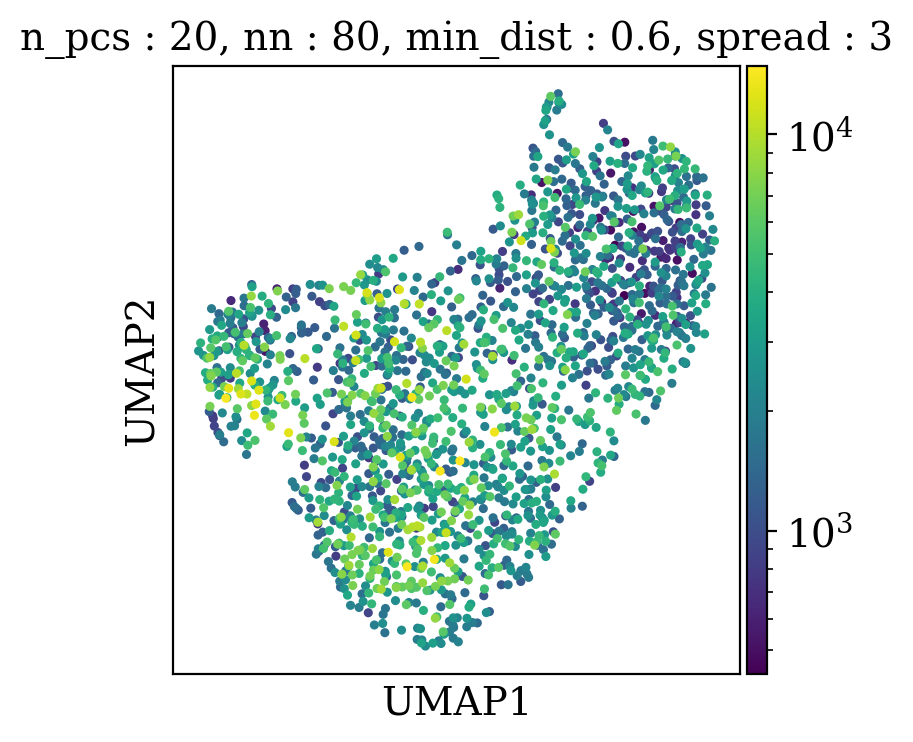 n_pcs : 20, nn : 80, min_dist : 0.6, spread : 3
10⁴
UMAP2
10³
UMAP1